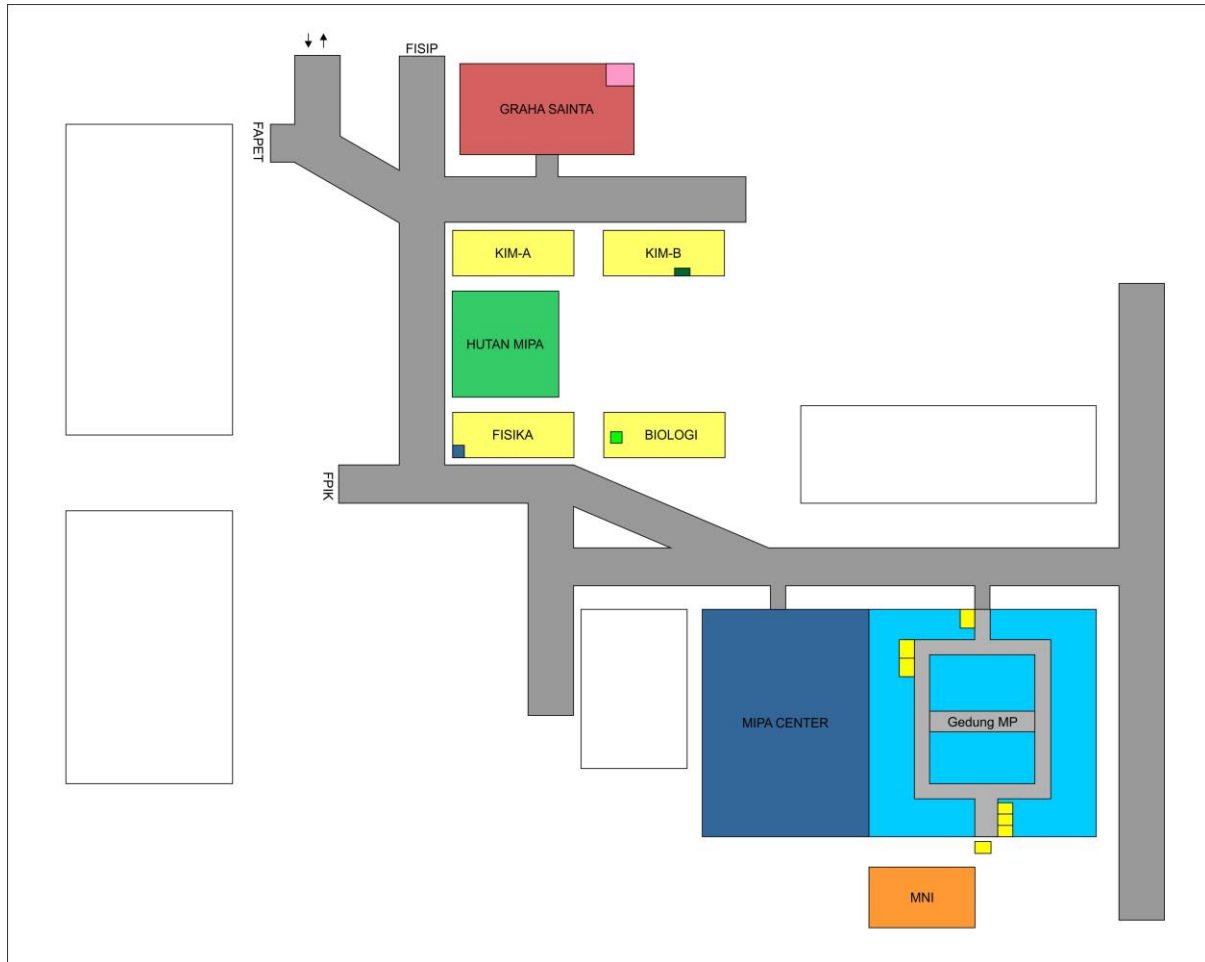 FISIP
GRAHA SAINTA
FAPET
KIM-A
KIM-B
HUTAN MIPA
FISIKA
BIOLOGI
FPIK
MIPA CENTER
Gedung MP
MNI